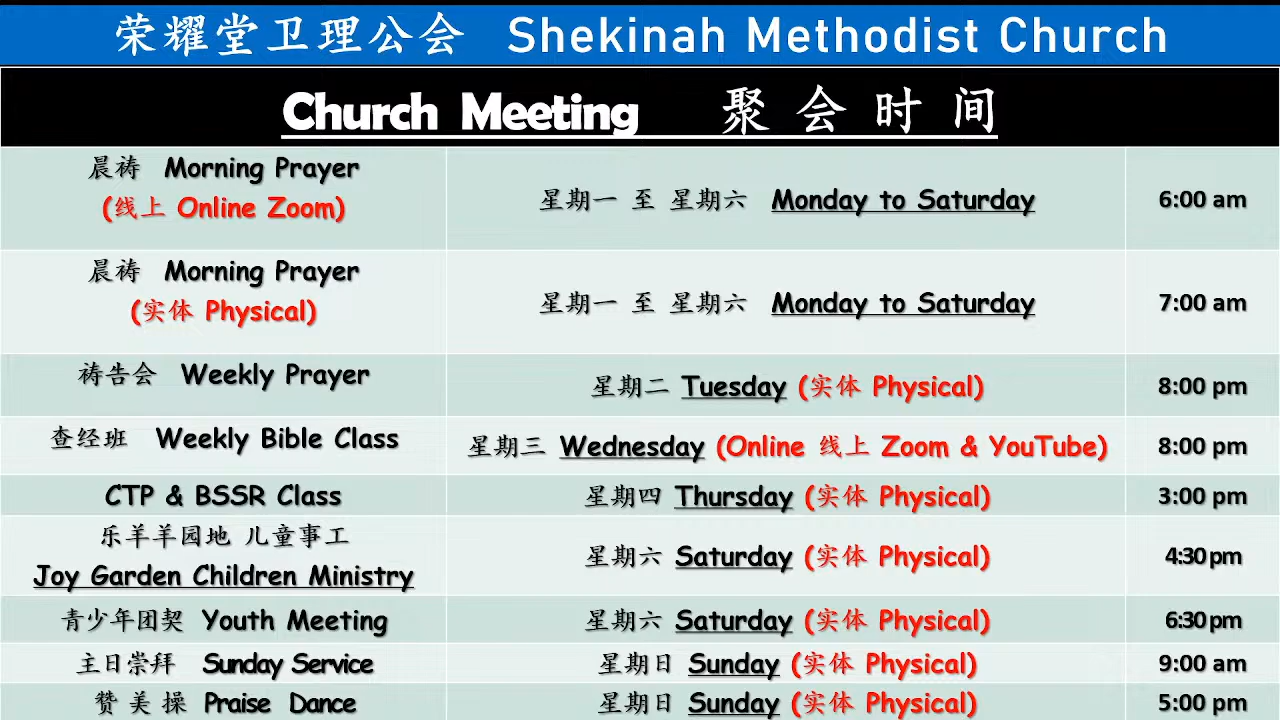 荣耀堂卫理公会 Shekinah Methodist Church
Church Meeting 聚会时间
晨祷 Morning Prayer
(线上 Online Zoom)
星期一 至 星期六 Monday to Saturday
6:00 am
晨祷 Morning Prayer
(实体 Physical)
星期一 至 星期六 Monday to Saturday
7:00 am
祷告会 Weekly Prayer
星期二 Tuesday (实体 Physical)
8:00 pm
查经班 Weekly Bible Class
星期三 Wednesday (Online 线上 Zoom & YouTube)
8:00 pm
CTP & BSSR Class
星期四 Thursday (实体 Physical)
3:00 pm
乐羊羊园地 儿童事工
Joy Garden Children Ministry
星期六 Saturday (实体 Physical)
4:30 pm
青少年团契 Youth Meeting
星期六 Saturday (实体 Physical)
6:30 pm
主日崇拜 Sunday Service
星期日 Sunday (实体 Physical)
9:00 am
赞美操 Praise Dance
星期日 Sunday (实体 Physical)
5:00 pm